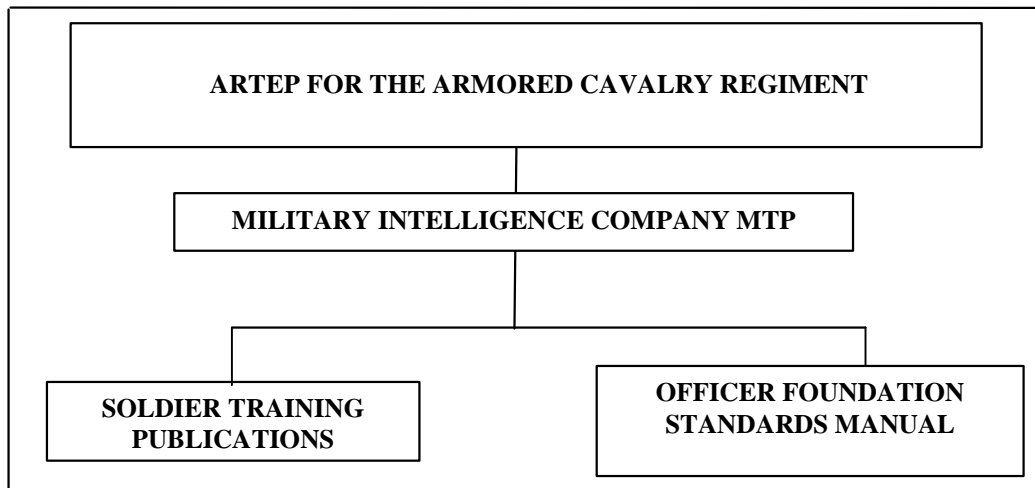 ARTEP FOR THE ARMORED CAVALRY REGIMENT
MILITARY INTELLIGENCE COMPANY MTP
SOLDIER TRAINING
PUBLICATIONS
OFFICER FOUNDATION
STANDARDS MANUAL